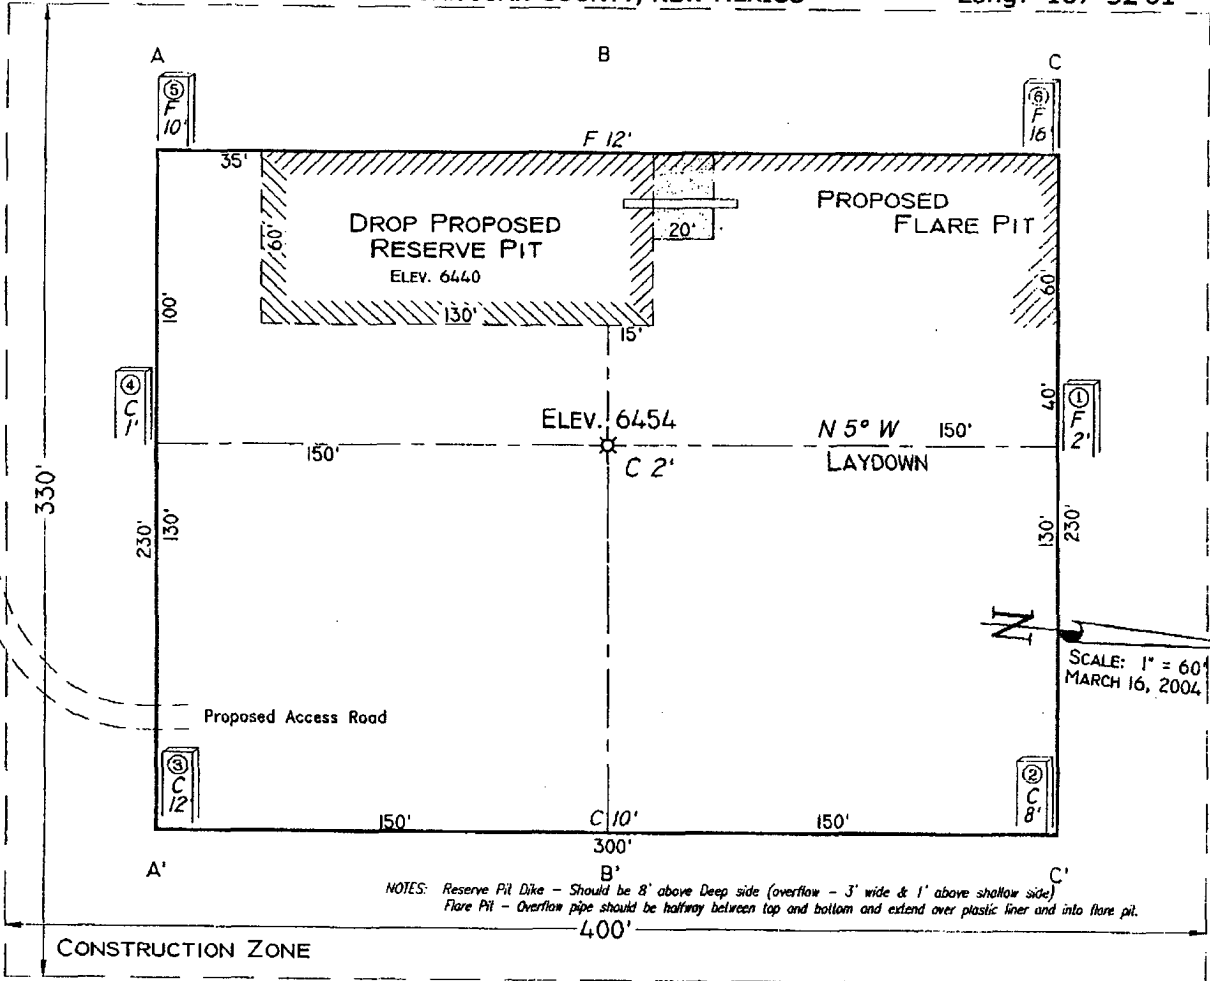 A
B
C
⑤
F
10'
⑥
F
16'
F 12'
35'
PROPOSED
FLARE PIT
DROP PROPOSED
RESERVE PIT
ELEV. 6440
60'
20'
60'
100'
130'
15'
④
C
1'
40'
①
F
2'
ELEV. 6454
N 5° W
150'
150'
C 2'
LAYDOWN
330'
230'
130'
130'
230'
N
SCALE: 1" = 60'
MARCH 16, 2004
Proposed Access Road
③
C
12'
②
C
8'
150'
C 10'
150'
300'
A'
B'
C'
NOTES: Reserve Pit Dike – Should be 8' above Deep side (overflow – 3' wide & 1' above shallow side)
Flare Pit – Overflow pipe should be halfway between top and bottom and extend over plastic liner and into flare pit.
400'
CONSTRUCTION ZONE